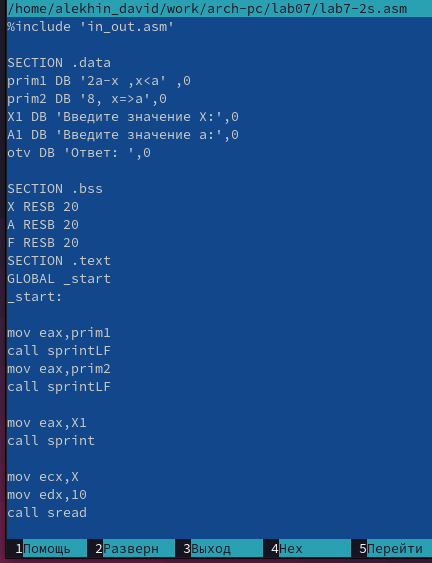 /home/alekhin_david/work/arch-pc/lab07/lab7-2s.asm
%include 'in_out.asm'
SECTION .data
prim1 DB '2a-x ,x<a' ,0
prim2 DB '8, x=>a',0
X1 DB 'Введите значение X:',0
A1 DB 'Введите значение a:',0
otv DB 'Ответ: ',0
SECTION .bss
X RESB 20
A RESB 20
F RESB 20
SECTION .text
GLOBAL _start
_start:
mov eax,prim1
call sprintLF
mov eax,prim2
call sprintLF
mov eax,X1
call sprint
mov ecx,X
mov edx,10
call sread
1Помощь 2Разверн 3Выход 4Hex 5Перейти